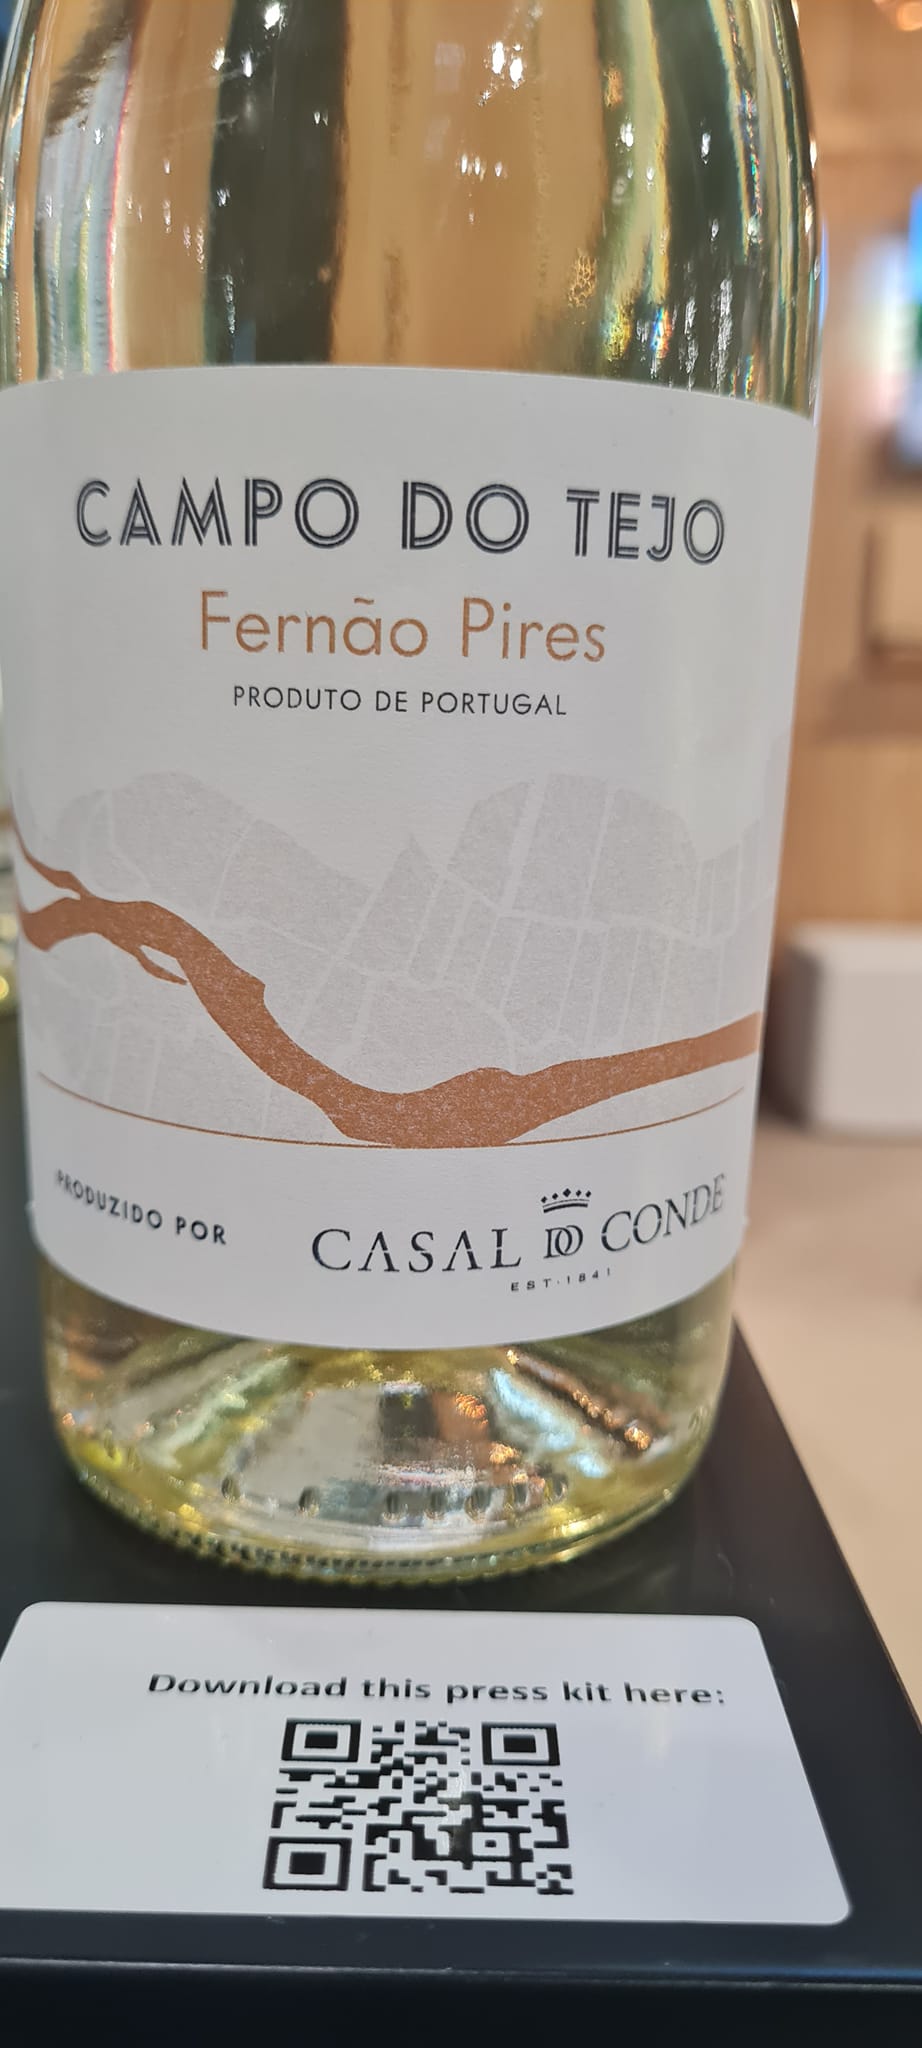 CAMPO DO TEJO
Fernão Pires
PRODUTO DE PORTUGAL
PRODUZIDO POR
CASAL DO CONDE
EST·1841
Download this press kit here: